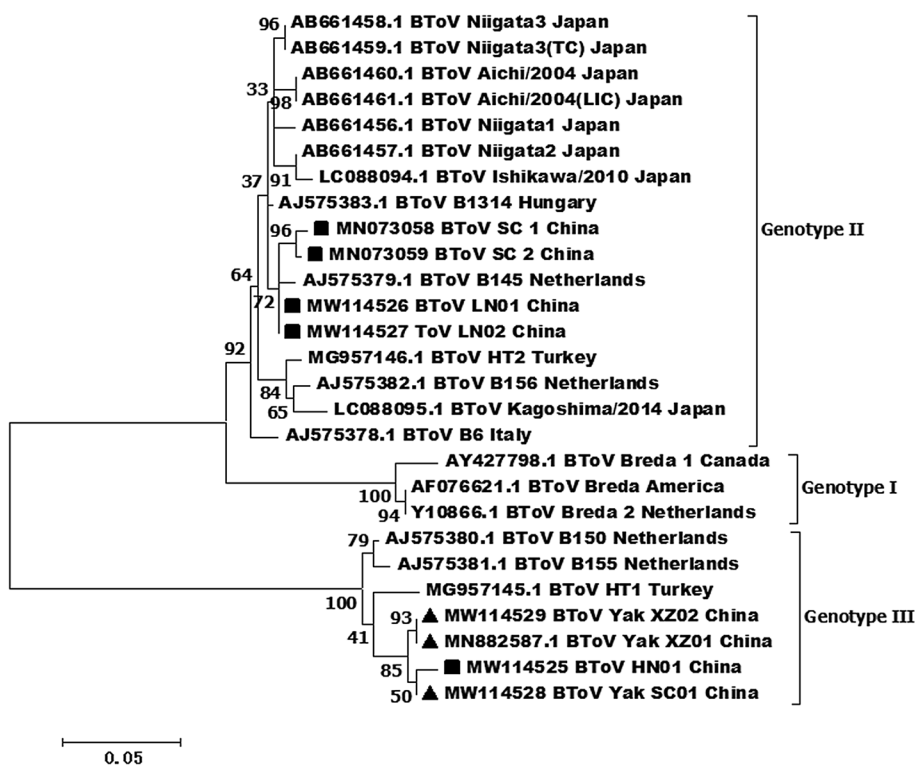 96
AB661458.1 BToV Niigata3 Japan
AB661459.1 BToV Niigata3(TC) Japan
AB661460.1 BToV Aichi/2004 Japan
33
98
AB661461.1 BToV Aichi/2004(LIC) Japan
AB661456.1 BToV Niigata1 Japan
AB661457.1 BToV Niigata2 Japan
37
91
LC088094.1 BToV Ishikawa/2010 Japan
AJ575383.1 BToV B1314 Hungary
96
MN073058 BToV SC 1 China
Genotype II
MN073059 BToV SC 2 China
64
AJ575379.1 BToV B145 Netherlands
72
MW114526 BToV LN01 China
MW114527 ToV LN02 China
92
MG957146.1 BToV HT2 Turkey
84
AJ575382.1 BToV B156 Netherlands
65
LC088095.1 BToV Kagoshima/2014 Japan
AJ575378.1 BToV B6 Italy
AY427798.1 BToV Breda 1 Canada
100
AF076621.1 BToV Breda America
Genotype I
94
Y10866.1 BToV Breda 2 Netherlands
79
AJ575380.1 BToV B150 Netherlands
AJ575381.1 BToV B155 Netherlands
100
MG957145.1 BToV HT1 Turkey
93
MW114529 BToV Yak XZ02 China
Genotype III
41
MN882587.1 BToV Yak XZ01 China
85
MW114525 BToV HN01 China
50
MW114528 BToV Yak SC01 China
0.05